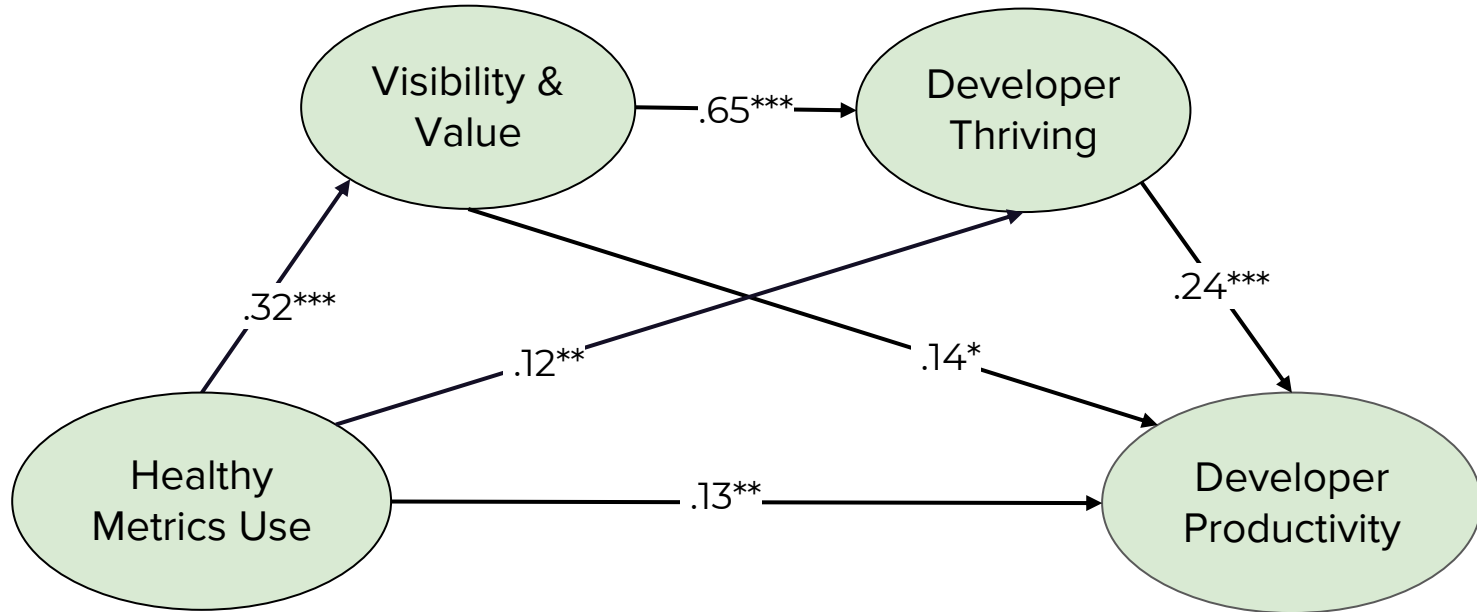 Visibility &
Value
.65***
Developer
Thriving
.32***
.24***
.12**
.14*
Healthy
Metrics Use
.13**
Developer
Productivity